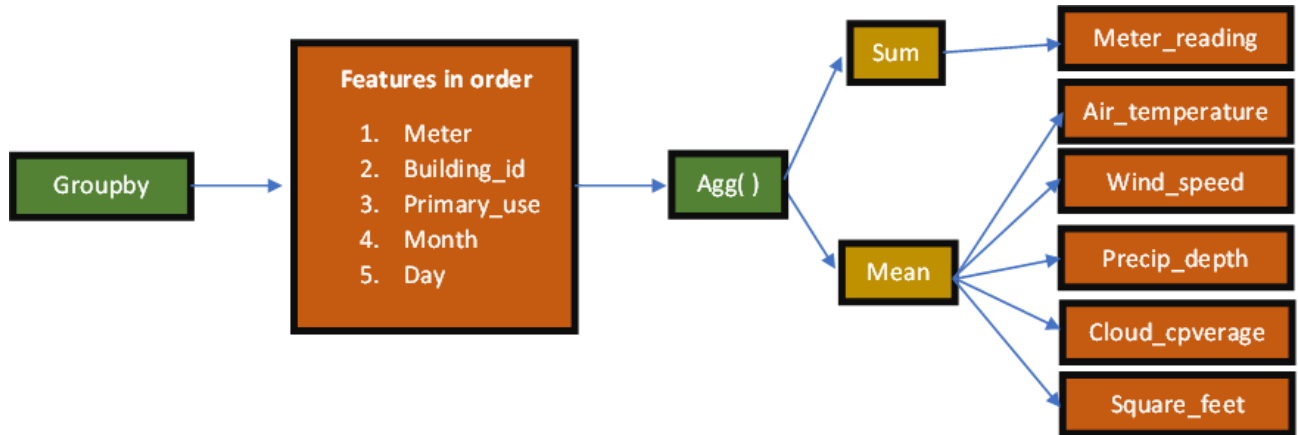 Groupby
Features in order
1. Meter
2. Building_id
3. Primary_use
4. Month
5. Day
Agg( )
Sum
Mean
Meter_reading
Air_temperature
Wind_speed
Precip_depth
Cloud_cpverage
Square_feet